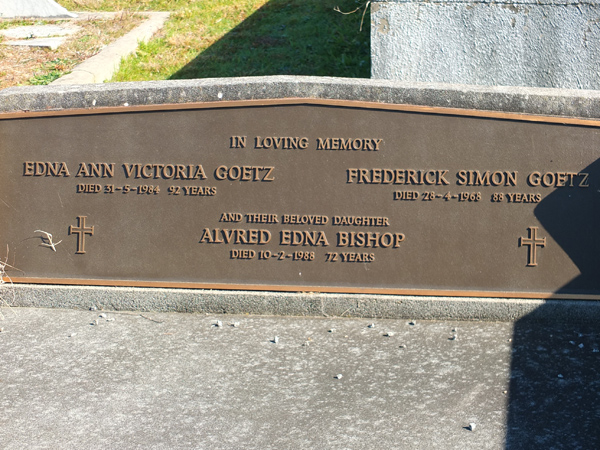 IN LOVING MEMORY
EDNA ANN VICTORIA GOETZ
DIED 31-5-1984 92 YEARS
FREDERICK SIMON GOETZ
DIED 26-4-1968 88 YEARS
AND THEIR BELOVED DAUGHTER
ALVRED EDNA BISHOP
DIED 10-2-1988 72 YEARS